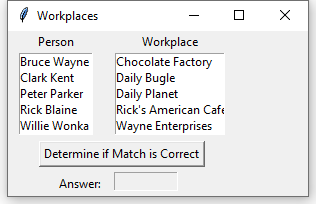 Workplaces
Person Workplace
Bruce Wayne Chocolate Factory
Clark Kent Daily Bugle
Peter Parker Daily Planet
Rick Blaine Rick's American Cafe
Willie Wonka Wayne Enterprises
Determine if Match is Correct
Answer: